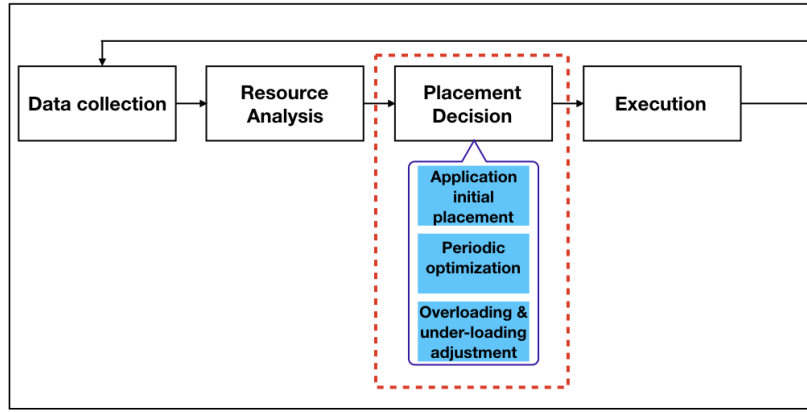 Data collection
Resource
Analysis
Placement
Decision
Execution
Application
initial
placement
Periodic
optimization
Overloading &
under-loading
adjustment